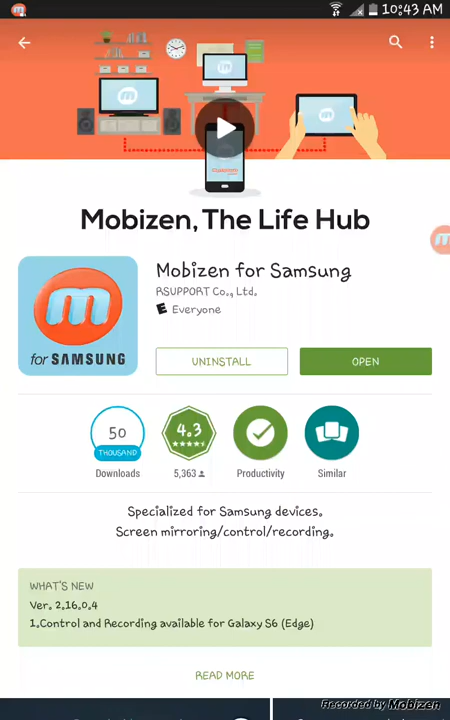 10:43 AM
Mobizen, The Life Hub
Mobizen for Samsung
RSUPPORT Co., Ltd.
E Everyone
m
for SAMSUNG
UNINSTALL
OPEN
50
THOUSAND
4.3
Downloads
5,363
Productivity
Similar
Specialized for Samsung devices.
Screen mirroring/control/recording.
WHAT'S NEW
Ver. 2.16.0.4
1.Control and Recording available for Galaxy S6 (Edge)
READ MORE
Recorded by Mobizen